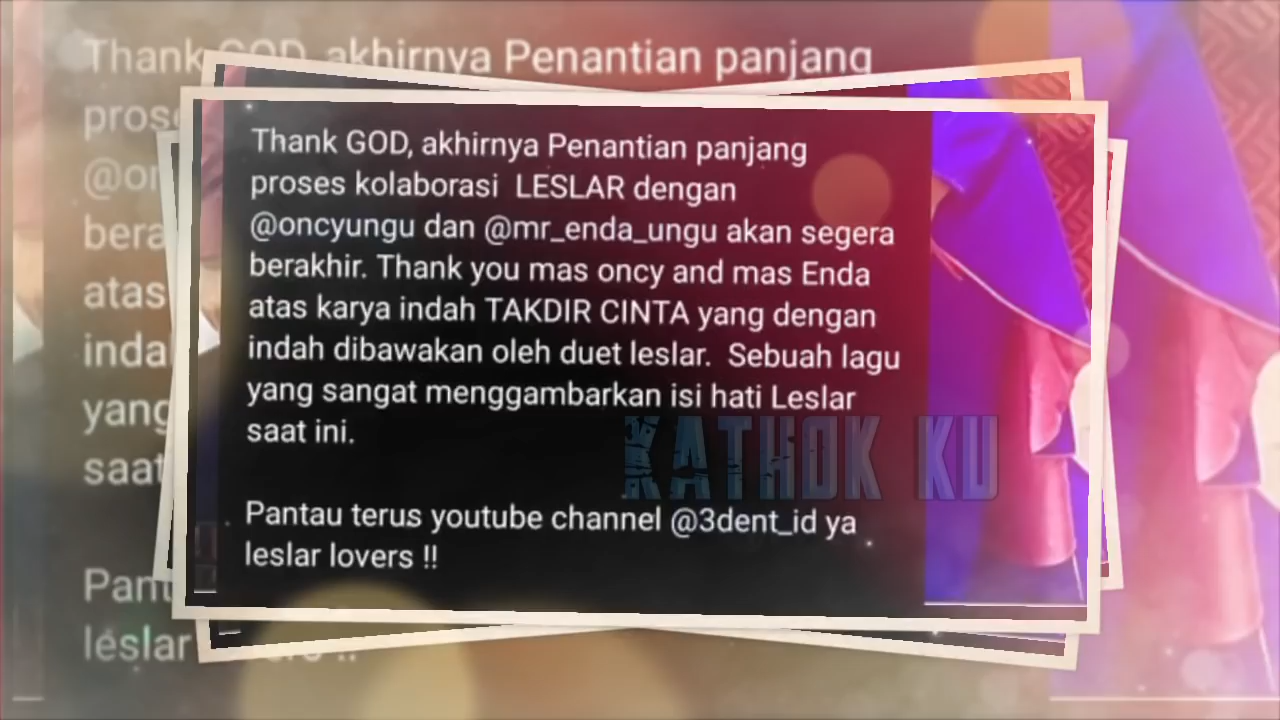 Thank GOD, akhirnya Penantian panjang
proses kolaborasi LESLAR dengan
@oncyungu dan @mr_enda_ungu akan segera
berakhir. Thank you mas oncy and mas Enda
atas karya indah TAKDIR CINTA yang dengan
indah dibawakan oleh duet leslar. Sebuah lagu
yang sangat menggambarkan isi hati Leslar
saat ini.
KATHOK KU
Pantau terus youtube channel @3dent_id ya
leslar lovers !!